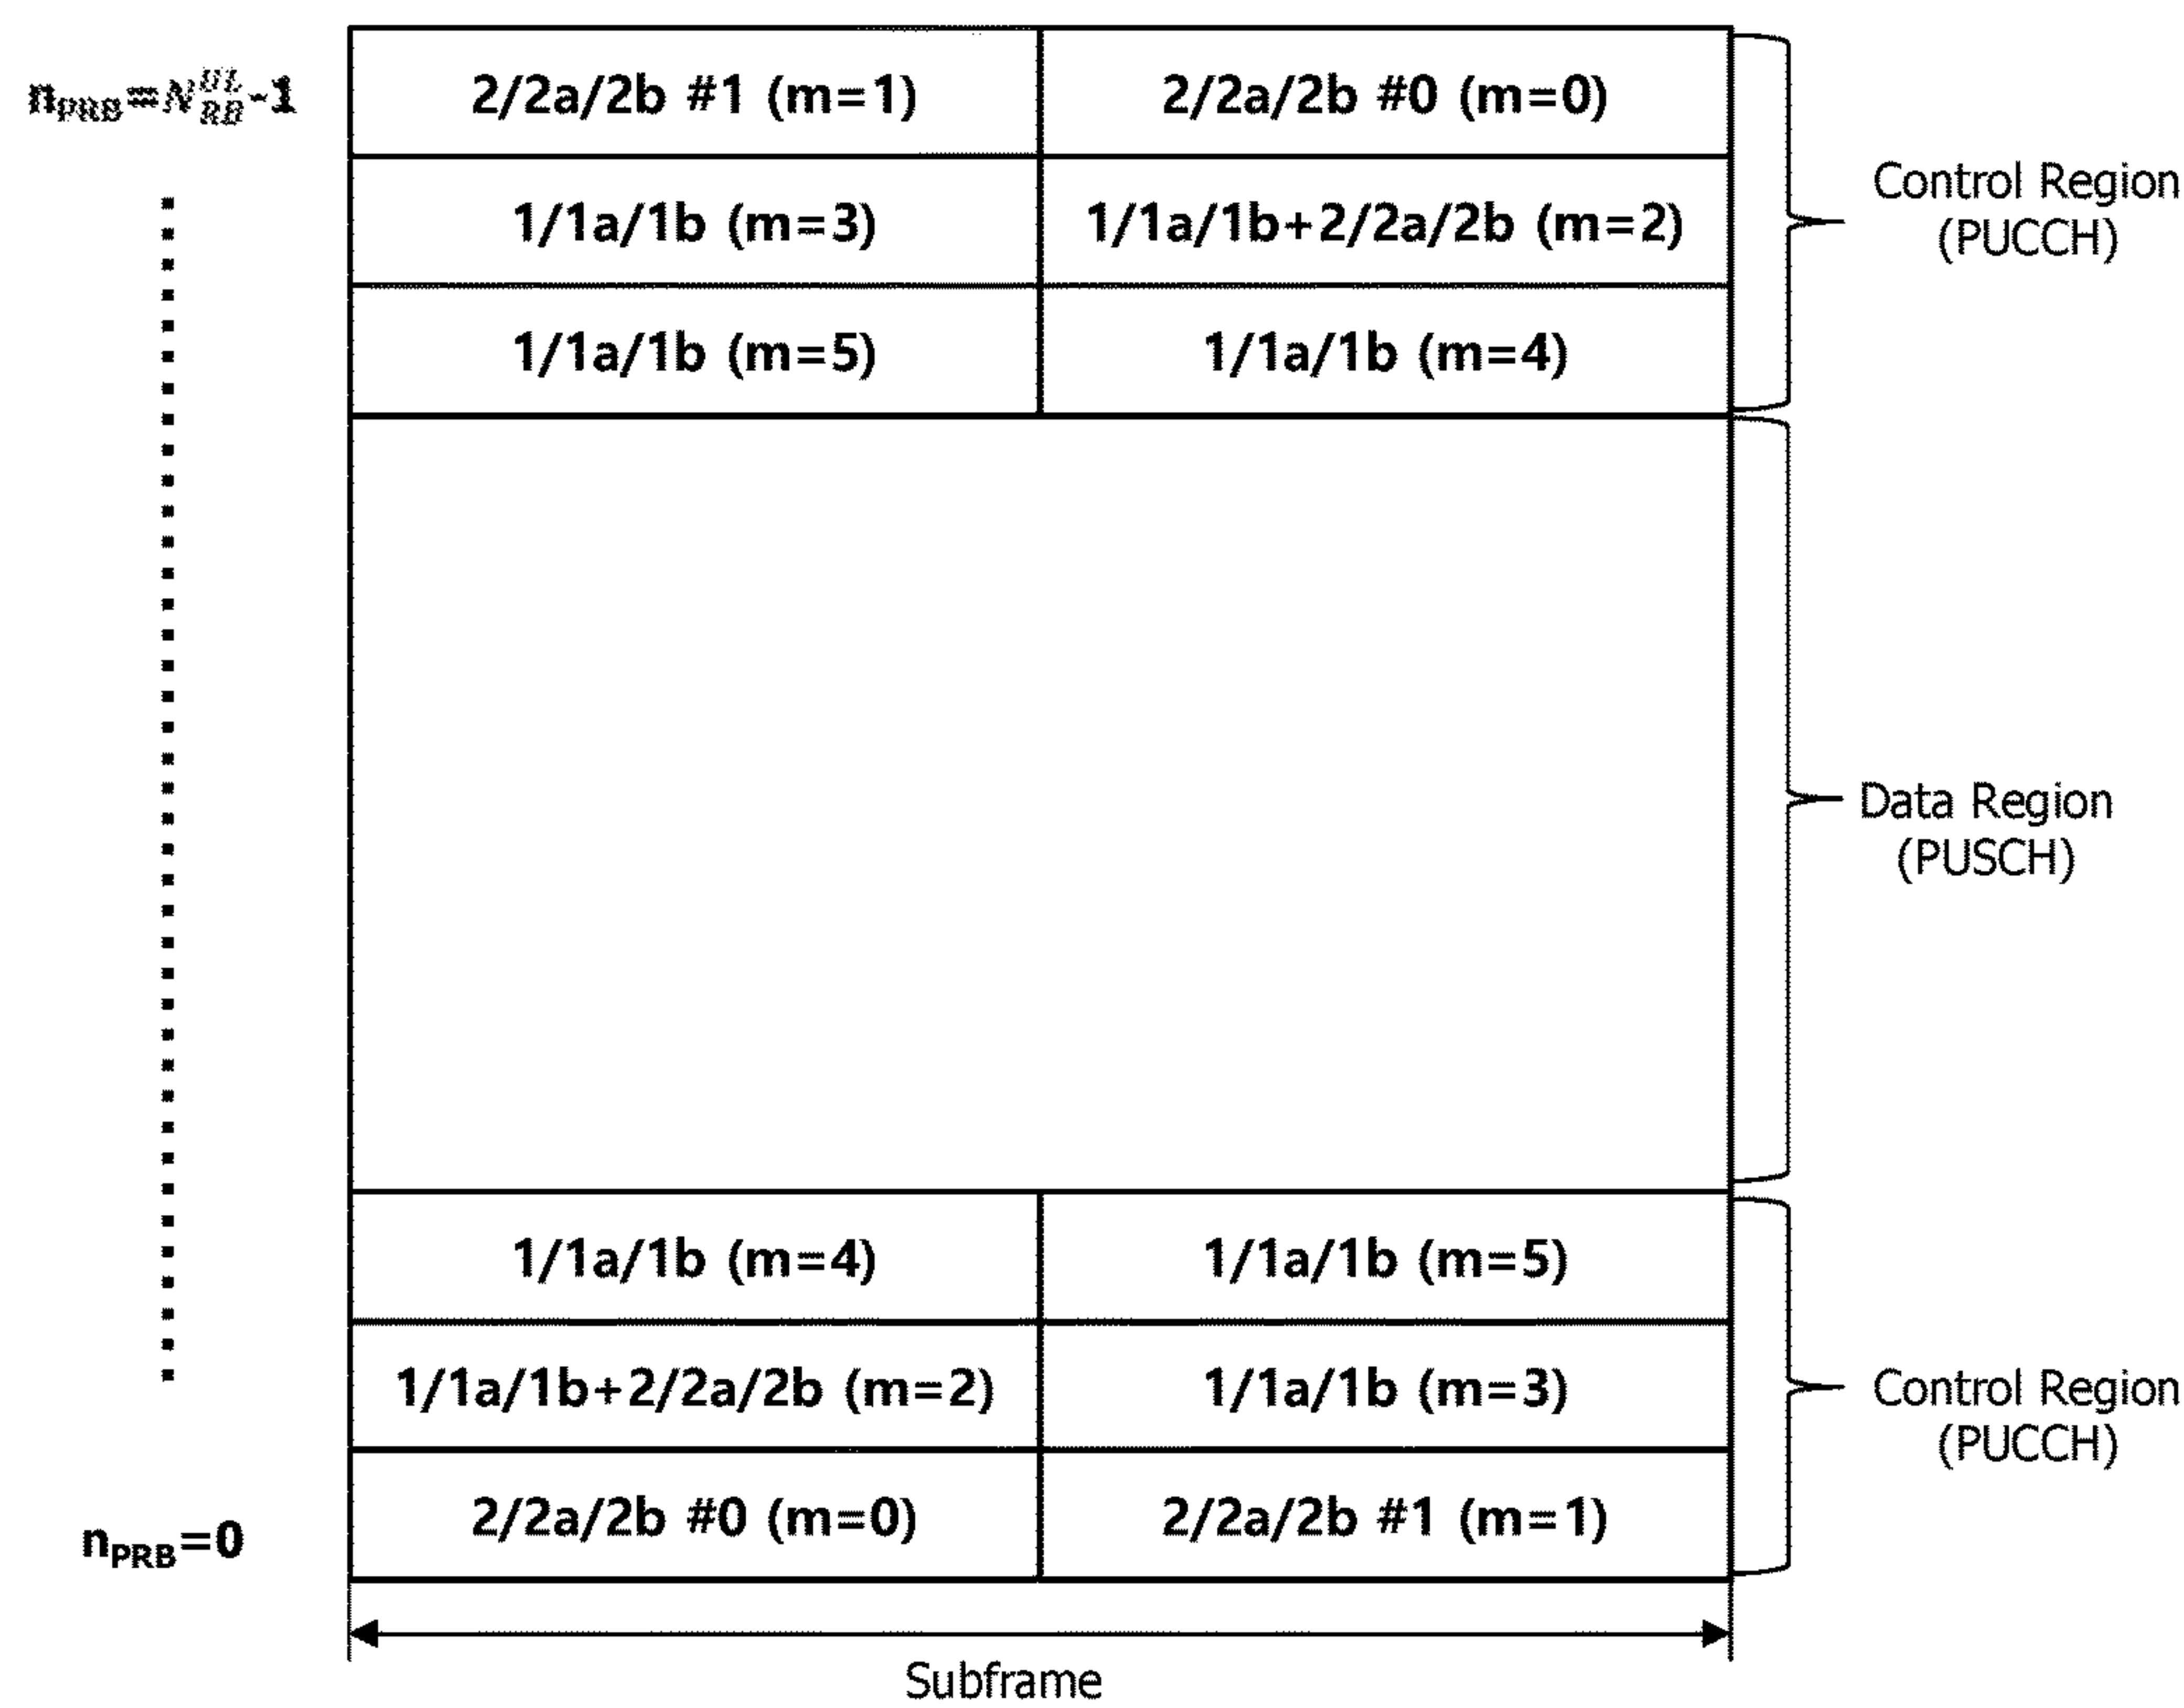 n_PRB=N_RB^UL-1
2/2a/2b #1 (m=1)
2/2a/2b #0 (m=0)
1/1a/1b (m=3)
1/1a/1b+2/2a/2b (m=2)
1/1a/1b (m=5)
1/1a/1b (m=4)
Control Region
(PUCCH)
Data Region
(PUSCH)
1/1a/1b (m=4)
1/1a/1b (m=5)
1/1a/1b+2/2a/2b (m=2)
1/1a/1b (m=3)
2/2a/2b #0 (m=0)
2/2a/2b #1 (m=1)
Control Region
(PUCCH)
n_PRB=0
Subframe